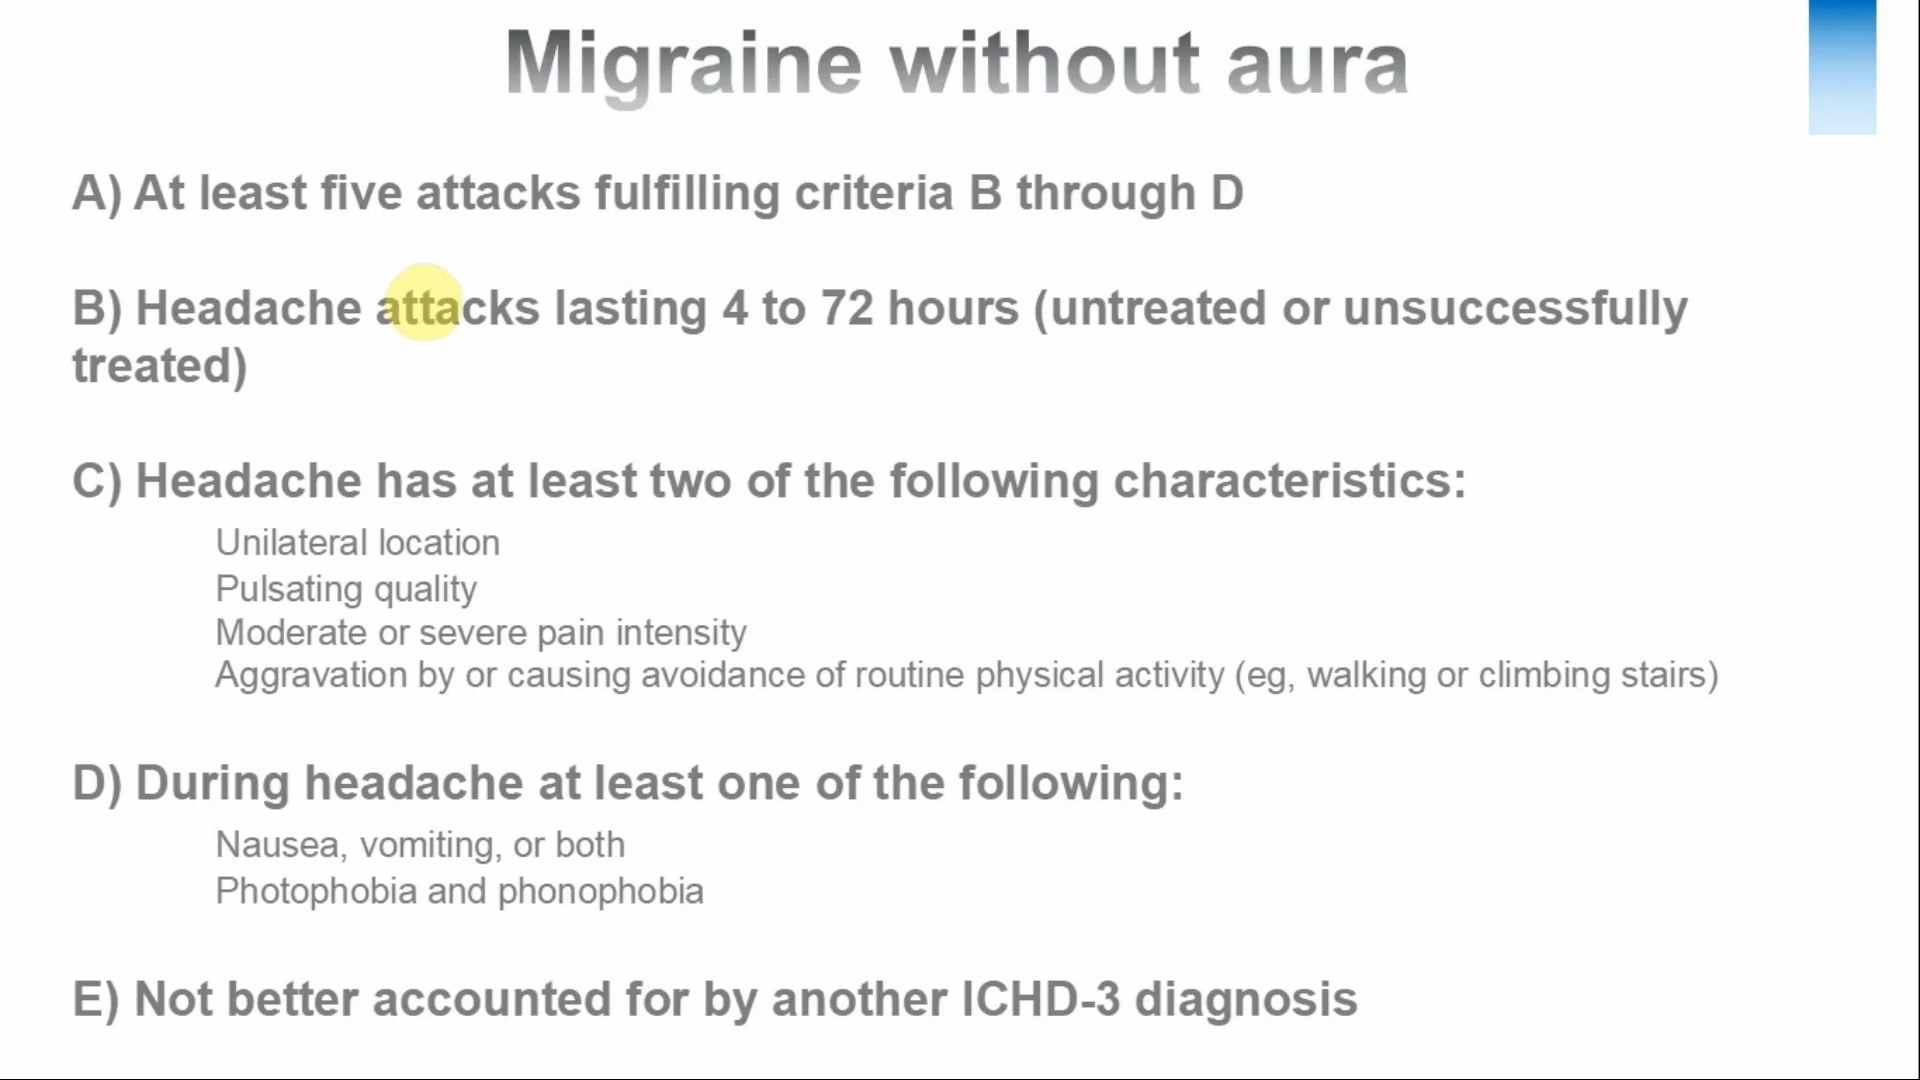 Migraine without aura
A) At least five attacks fulfilling criteria B through D
B) Headache attacks lasting 4 to 72 hours (untreated or unsuccessfully
treated)
C) Headache has at least two of the following characteristics:
Unilateral location
Pulsating quality
Moderate or severe pain intensity
Aggravation by or causing avoidance of routine physical activity (eg, walking or climbing stairs)
D) During headache at least one of the following:
Nausea, vomiting, or both
Photophobia and phonophobia
E) Not better accounted for by another ICHD-3 diagnosis